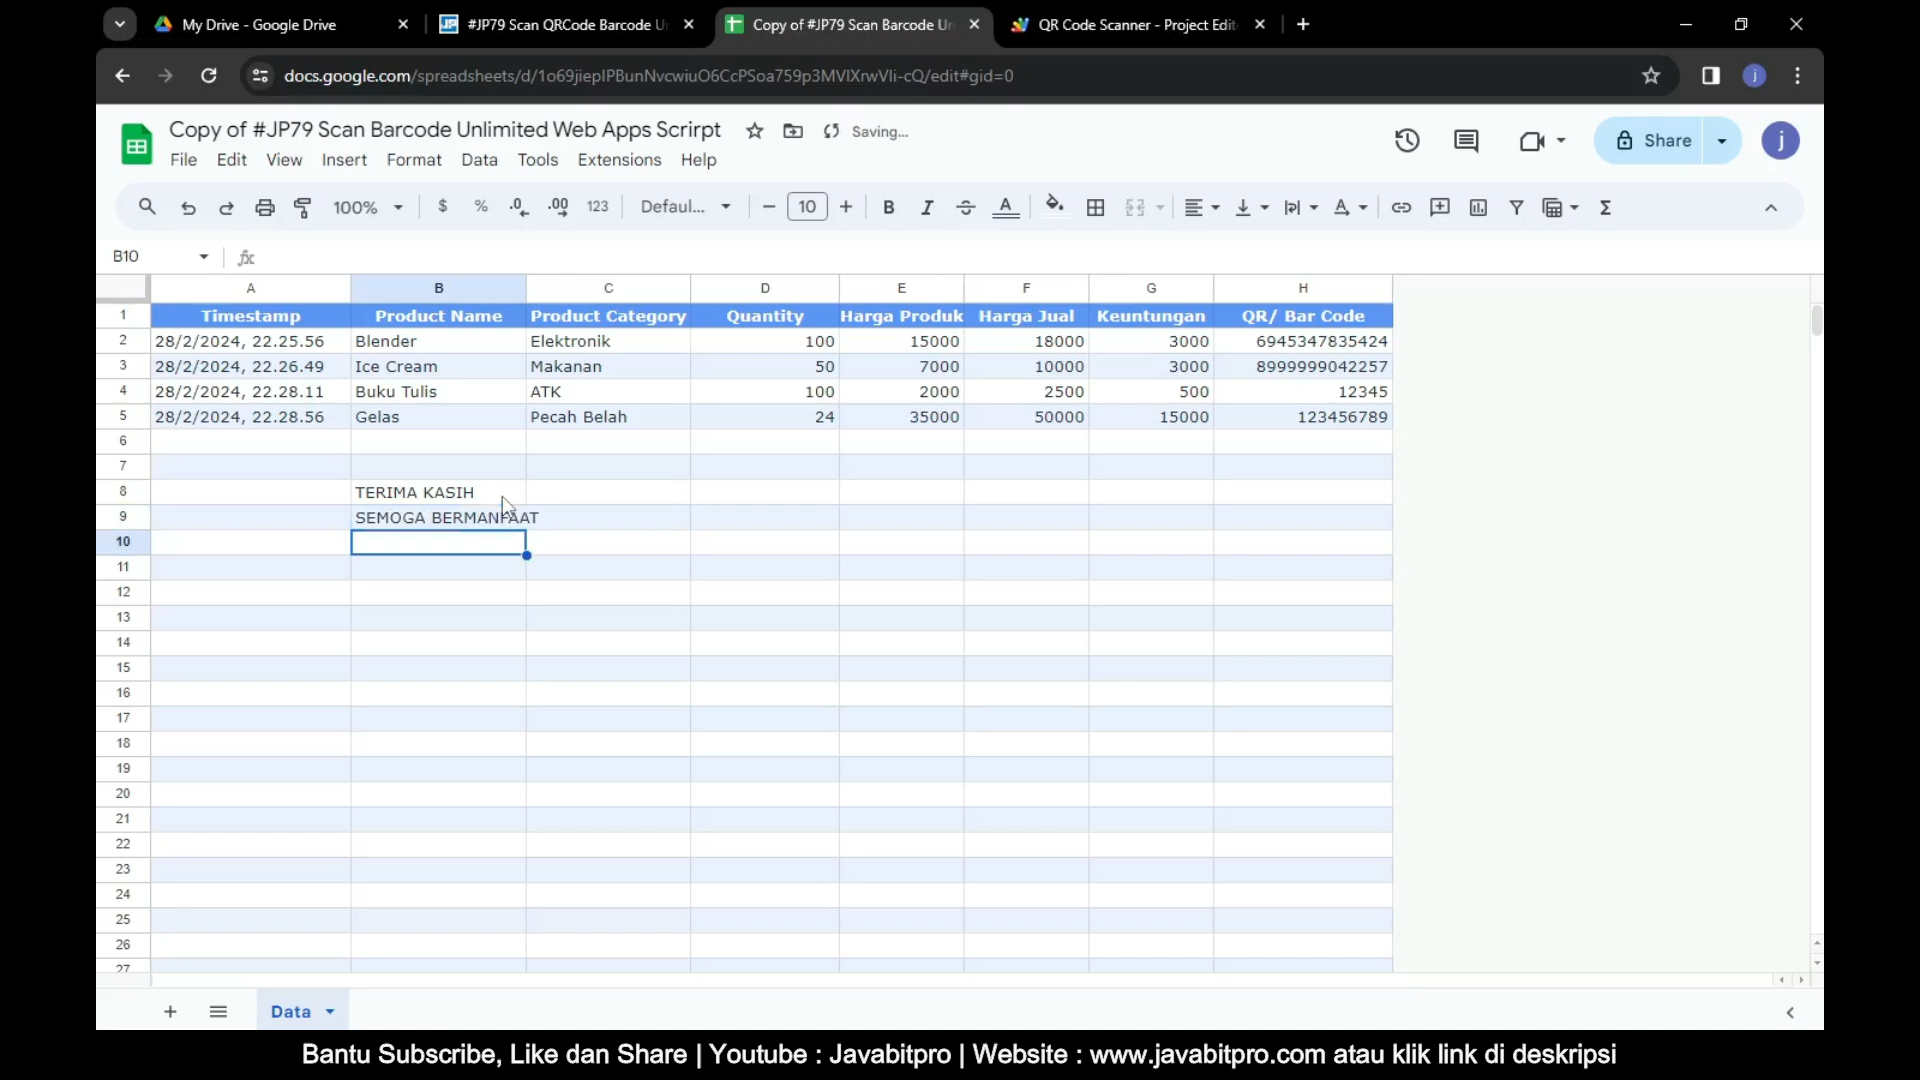 My Drive - Google Drive
#JP79 Scan QRCode Barcode U
Copy of #JP79 Scan Barcode Un
QR Code Scanner - Project Edit
docs.google.com/spreadsheets/d/1o69jiepIPBunNvcwiuO6CcPSoa759p3MVIXrwVIi-cQ/edit#gid=0
j
Copy of #JP79 Scan Barcode Unlimited Web Apps Scrirpt
Saving...
File Edit View Insert Format Data Tools Extensions Help
Share
j
100% $ % .0 .00 123 Defaul... 10 B I S A
B10 fx
A B C D E F G H
1 Timestamp Product Name Product Category Quantity Harga Produk Harga Jual Keuntungan QR/ Bar Code
2 28/2/2024, 22.25.56 Blender Elektronik 100 15000 18000 3000 6945347835424
3 28/2/2024, 22.26.49 Ice Cream Makanan 50 7000 10000 3000 8999999042257
4 28/2/2024, 22.28.11 Buku Tulis ATK 100 2000 2500 500 12345
5 28/2/2024, 22.28.56 Gelas Pecah Belah 24 35000 50000 15000 123456789
6
7
8 TERIMA KASIH
9 SEMOGA BERMANFAAT
10
11
12
13
14
15
16
17
18
19
20
21
22
23
24
25
26
27
Data
Bantu Subscribe, Like dan Share | Youtube : Javabitpro | Website : www.javabitpro.com atau klik link di deskripsi